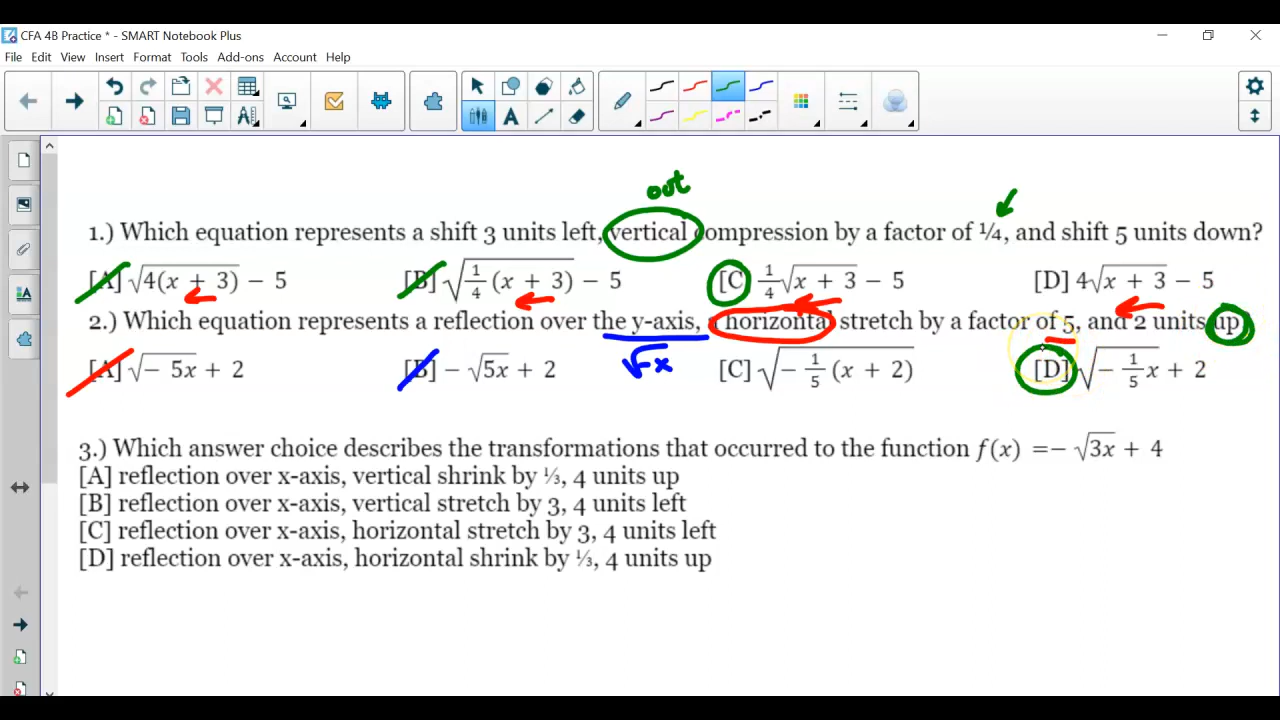 CFA 4B Practice * - SMART Notebook Plus
File Edit View Insert Format Tools Add-ons Account Help
out
1.) Which equation represents a shift 3 units left, vertical compression by a factor of ¼, and shift 5 units down?
[A] √4(x + 3) − 5 [B] √1/4 (x + 3) − 5 [C] 1/4 √x + 3 − 5 [D] 4√x + 3 − 5
2.) Which equation represents a reflection over the y-axis, a horizontal stretch by a factor of 5, and 2 units up
[A] √− 5x + 2 [B] − √5x + 2 √x [C] √− 1/5 (x + 2) [D] √− 1/5 x + 2
3.) Which answer choice describes the transformations that occurred to the function f(x) =− √3x + 4
[A] reflection over x-axis, vertical shrink by ⅓, 4 units up
[B] reflection over x-axis, vertical stretch by 3, 4 units left
[C] reflection over x-axis, horizontal stretch by 3, 4 units left
[D] reflection over x-axis, horizontal shrink by ⅓, 4 units up